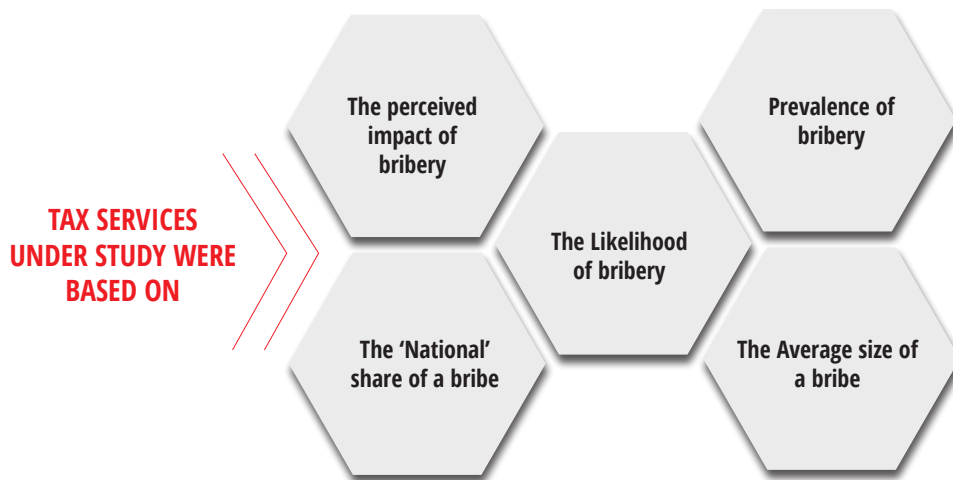 TAX SERVICES
UNDER STUDY WERE
BASED ON
The perceived
impact of
bribery
Prevalence of
bribery
The Likelihood
of bribery
The ‘National’
share of a bribe
The Average size of
a bribe